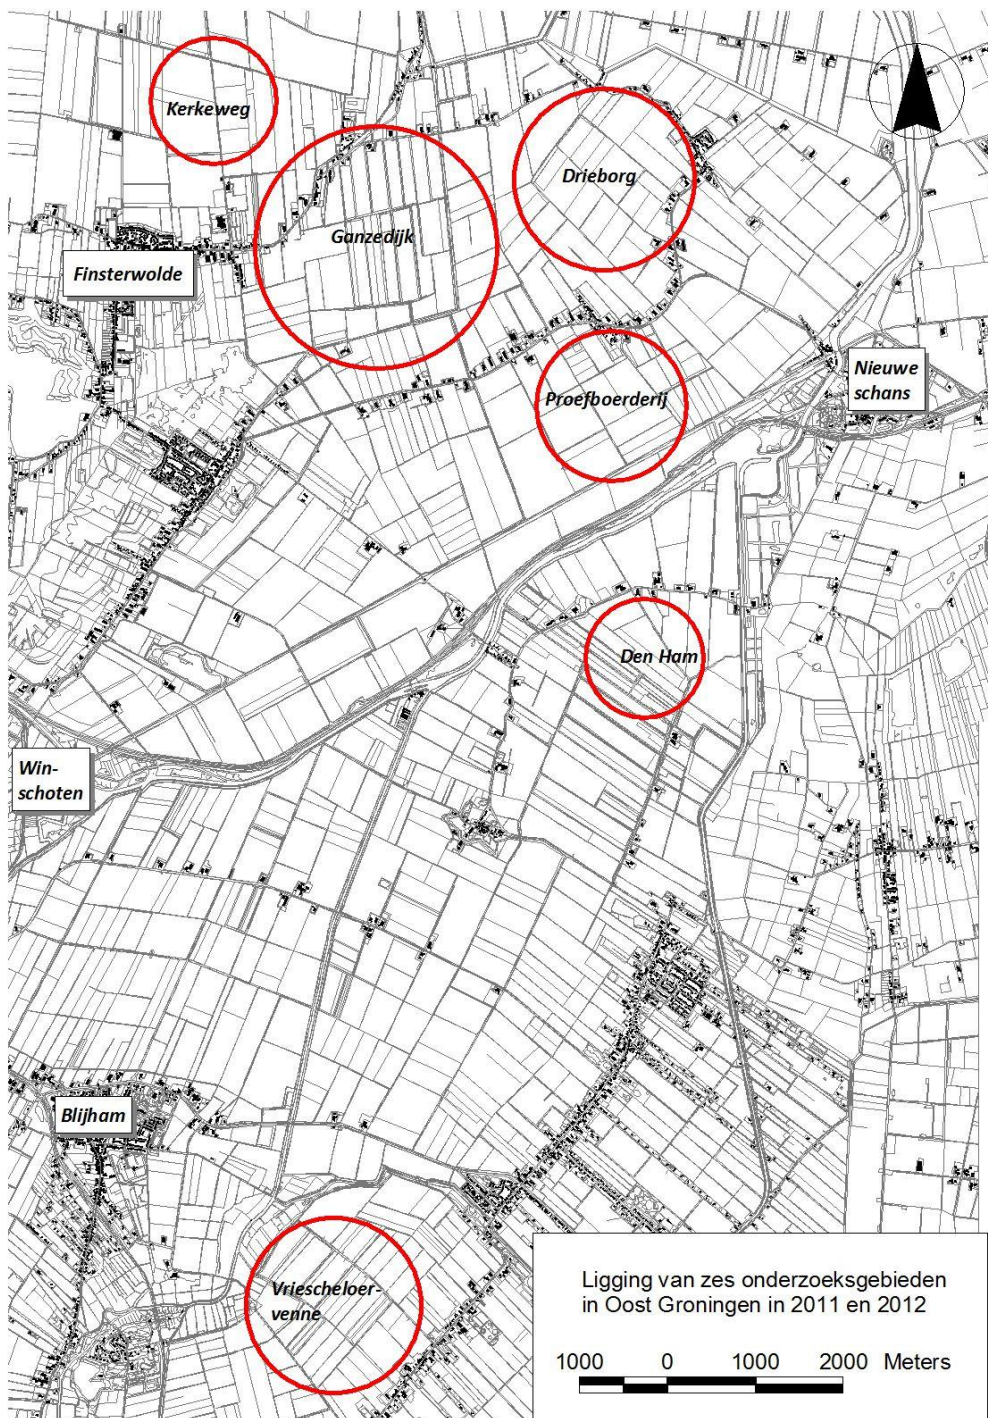 Kerkeweg
Drieborg
Ganzedijk
Finsterwolde
Nieuwe
schans
Proefboerderij
Den Ham
Win-
schoten
Blijham
Vriescheloer-
venne
Ligging van zes onderzoeksgebieden
in Oost Groningen in 2011 en 2012
1000 0 1000 2000 Meters